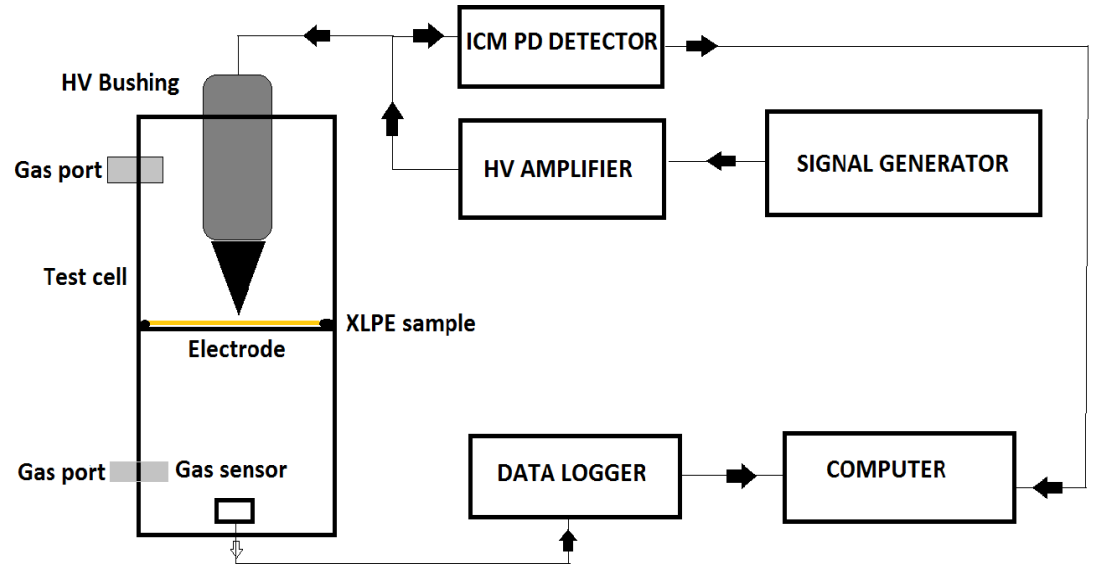 ICM PD DETECTOR
HV Bushing
Gas port
HV AMPLIFIER
SIGNAL GENERATOR
Test cell
XLPE sample
Electrode
Gas port
Gas sensor
DATA LOGGER
COMPUTER